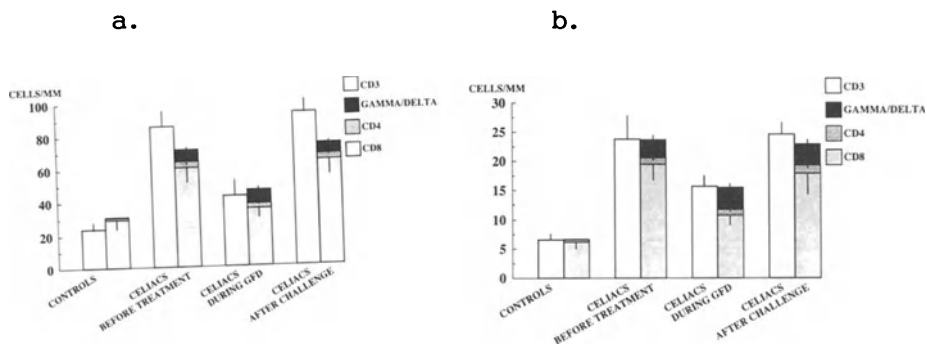 a.
CELLS/MM
100
80
60
40
20
0
CONTROLS
CELIACS
BEFORE TREATMENT
CELIACS
DURING GFD
CELIACS
AFTER CHALLENGE
CD3
GAMMA/DELTA
CD4
CD8
b.
CELLS/MM
30
25
20
15
10
5
0
CONTROLS
CELIACS
BEFORE TREATMENT
CELIACS
DURING GFD
CELIACS
AFTER CHALLENGE
CD3
GAMMA/DELTA
CD4
CD8